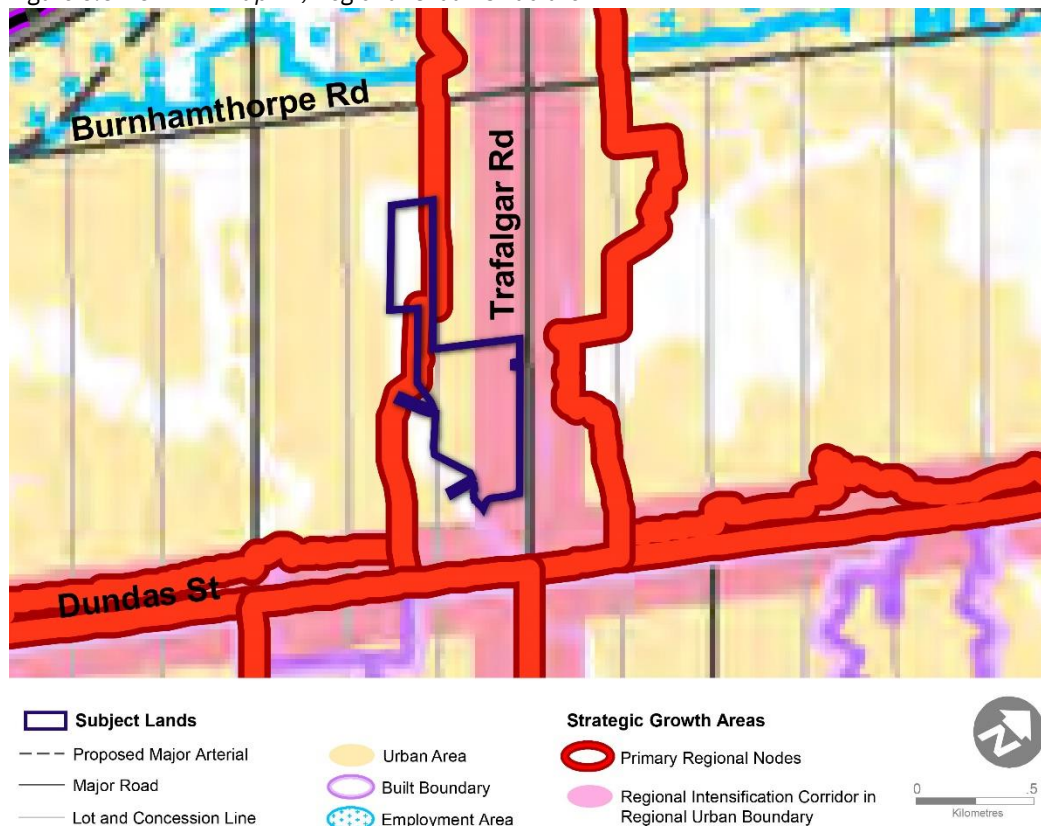 Burnhamthorpe Rd
Trafalgar Rd
Dundas St
Subject Lands
Proposed Major Arterial
Major Road
Lot and Concession Line
Urban Area
Built Boundary
Employment Area
Strategic Growth Areas
Primary Regional Nodes
Regional Intensification Corridor in
Regional Urban Boundary
N
0 .5
Kilometres